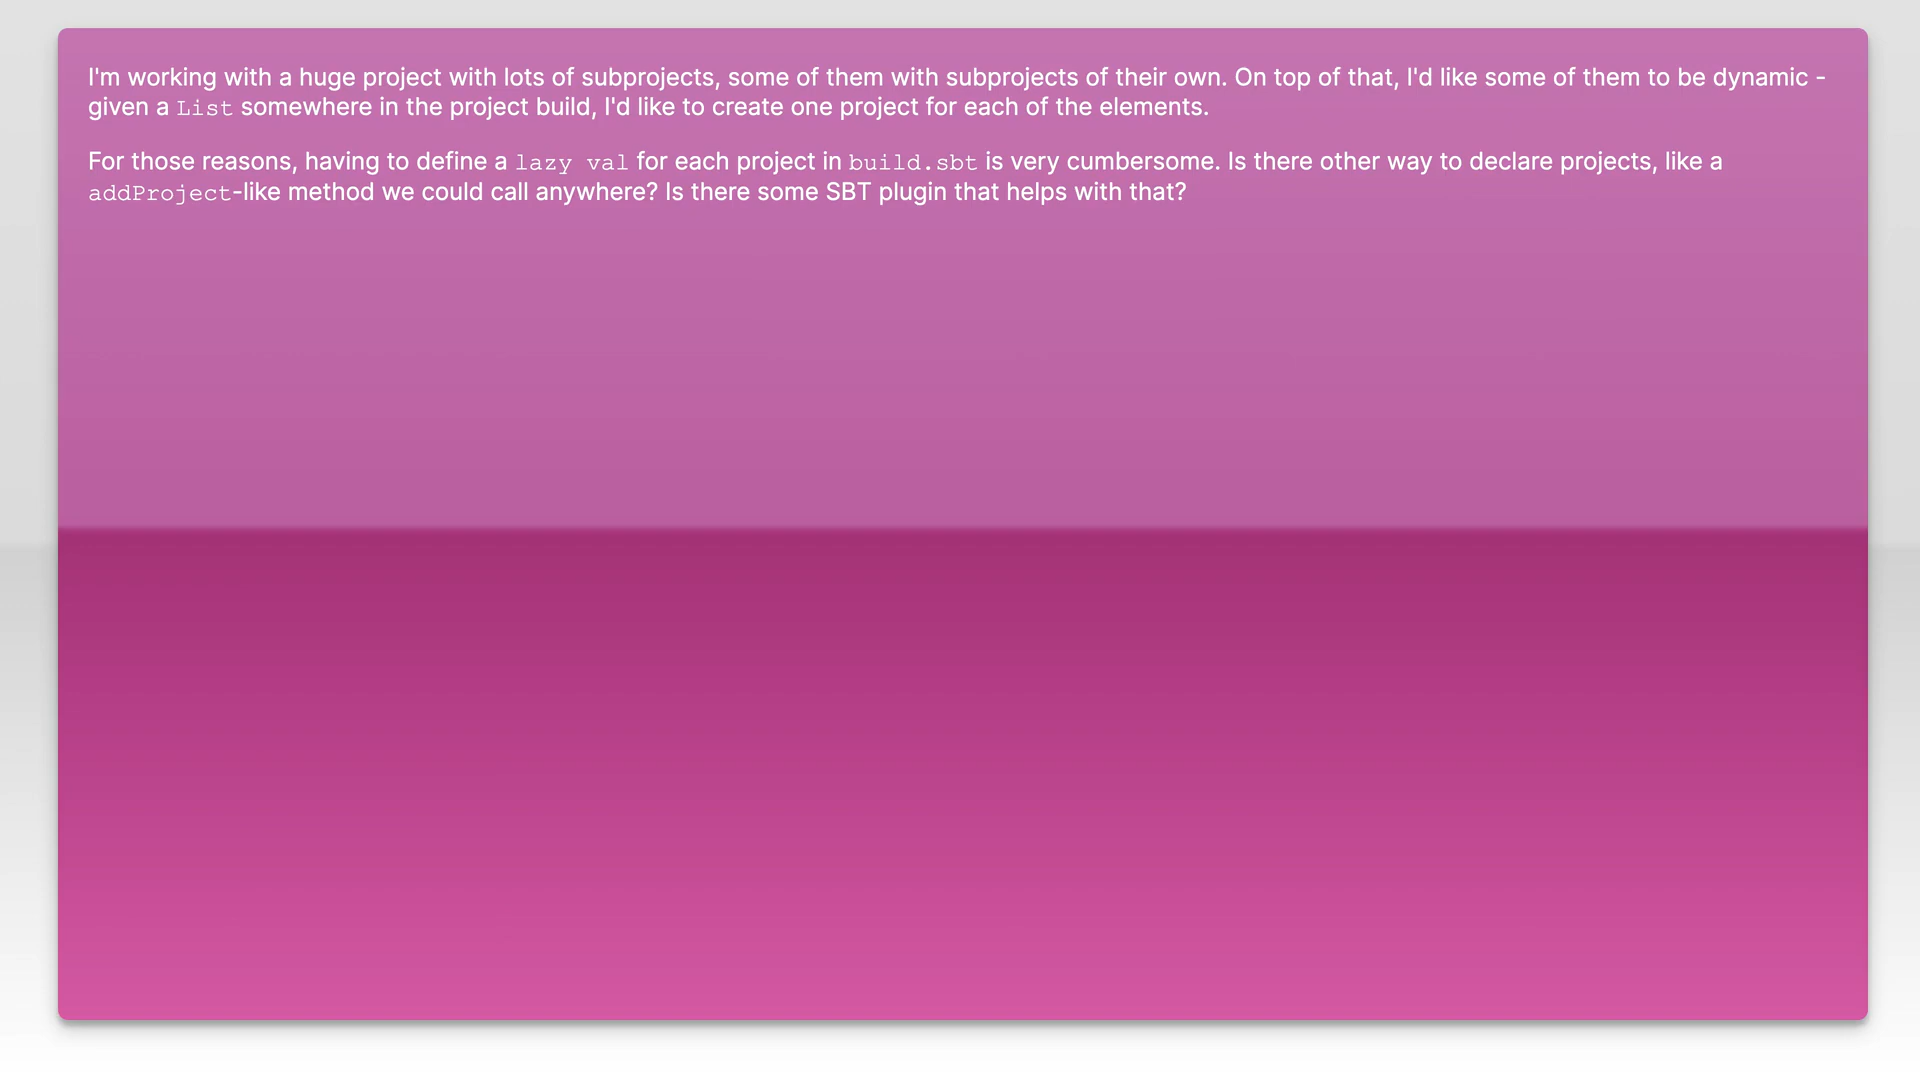 I'm working with a huge project with lots of subprojects, some of them with subprojects of their own. On top of that, I'd like some of them to be dynamic -
given a List somewhere in the project build, I'd like to create one project for each of the elements.
For those reasons, having to define a lazy val for each project in build.sbt is very cumbersome. Is there other way to declare projects, like a
addProject-like method we could call anywhere? Is there some SBT plugin that helps with that?